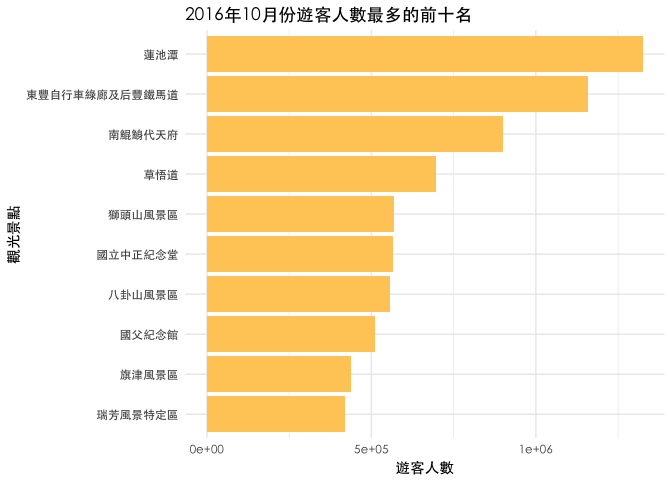 2016年10月份遊客人數最多的前十名
蓮池潭
東豐自行車綠廊及后豐鐵馬道
南鯤鯓代天府
草悟道
獅頭山風景區
國立中正紀念堂
八卦山風景區
國父紀念館
旗津風景區
瑞芳風景特定區
觀光景點
0e+00 5e+05 1e+06
遊客人數